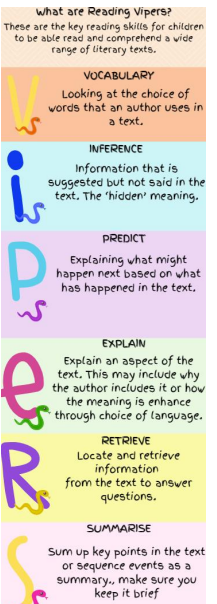 What are Reading Vipers?
These are the key reading skills for children
to be able read and comprehend a wide
range of literary texts.
V
VOCABULARY
Looking at the choice of
words that an author uses in
a text.
i
INFERENCE
Information that is
suggested but not said in the
text. The 'hidden' meaning.
P
PREDICT
Explaining what might
happen next based on what
has happened in the text.
e
EXPLAIN
Explain an aspect of the
text. This may include why
the author includes it or how
the meaning is enhance
through choice of language.
R
RETRIEVE
Locate and retrieve
information
from the text to answer
questions.
S
SUMMARISE
Sum up key points in the text
or sequence events as a
summary., make sure you
keep it brief